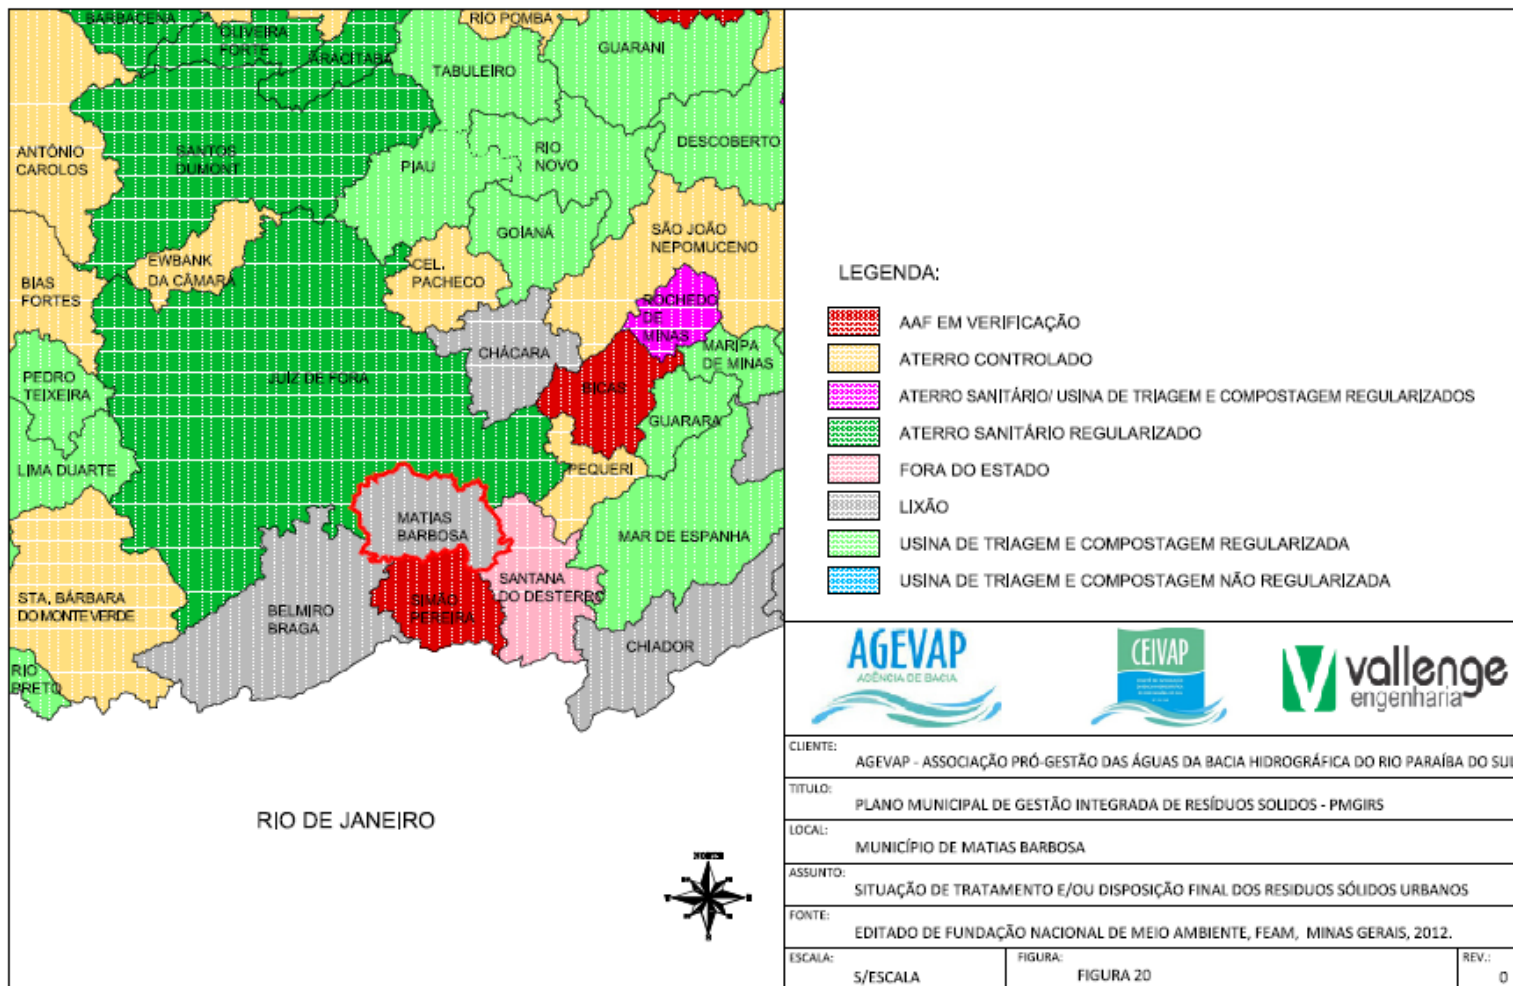 BARBACENA
OLIVEIRA
FORTE
ARACITABA
RIO POMBA
TABULEIRO
GUARANI
ANTÔNIO
CAROLOS
SANTOS
DUMONT
PIAU
RIO
NOVO
DESCOBERTO
GOIANÁ
SÃO JOÃO
NEPOMUCENO
EWBANK
DA CÂMARA
CEL.
PACHECO
BIAS
FORTES
ROCHEDO
DE
MINAS
CHÁCARA
MARIPA
DE MINAS
PEDRO
TEIXEIRA
JUÍZ DE FORA
BICAS
GUARARA
LIMA DUARTE
PEQUERI
MATIAS
BARBOSA
MAR DE ESPANHA
SANTANA
DO DESTERRO
STA. BÁRBARA
DO MONTE VERDE
BELMIRO
BRAGA
SIMÃO
PEREIRA
CHIADOR
RIO
PRETO
RIO DE JANEIRO
LEGENDA:
AAF EM VERIFICAÇÃO
ATERRO CONTROLADO
ATERRO SANITÁRIO/ USINA DE TRIAGEM E COMPOSTAGEM REGULARIZADOS
ATERRO SANITÁRIO REGULARIZADO
FORA DO ESTADO
LIXÃO
USINA DE TRIAGEM E COMPOSTAGEM REGULARIZADA
USINA DE TRIAGEM E COMPOSTAGEM NÃO REGULARIZADA
AGEVAP
AGÊNCIA DE BACIA
CEIVAP
vallenge
engenharia
CLIENTE:
AGEVAP - ASSOCIAÇÃO PRÓ-GESTÃO DAS ÁGUAS DA BACIA HIDROGRÁFICA DO RIO PARAÍBA DO SUL
TITULO:
PLANO MUNICIPAL DE GESTÃO INTEGRADA DE RESÍDUOS SOLIDOS - PMGIRS
LOCAL:
MUNICÍPIO DE MATIAS BARBOSA
ASSUNTO:
SITUAÇÃO DE TRATAMENTO E/OU DISPOSIÇÃO FINAL DOS RESIDUOS SÓLIDOS URBANOS
FONTE:
EDITADO DE FUNDAÇÃO NACIONAL DE MEIO AMBIENTE, FEAM, MINAS GERAIS, 2012.
ESCALA:
S/ESCALA
FIGURA:
FIGURA 20
REV.:
0